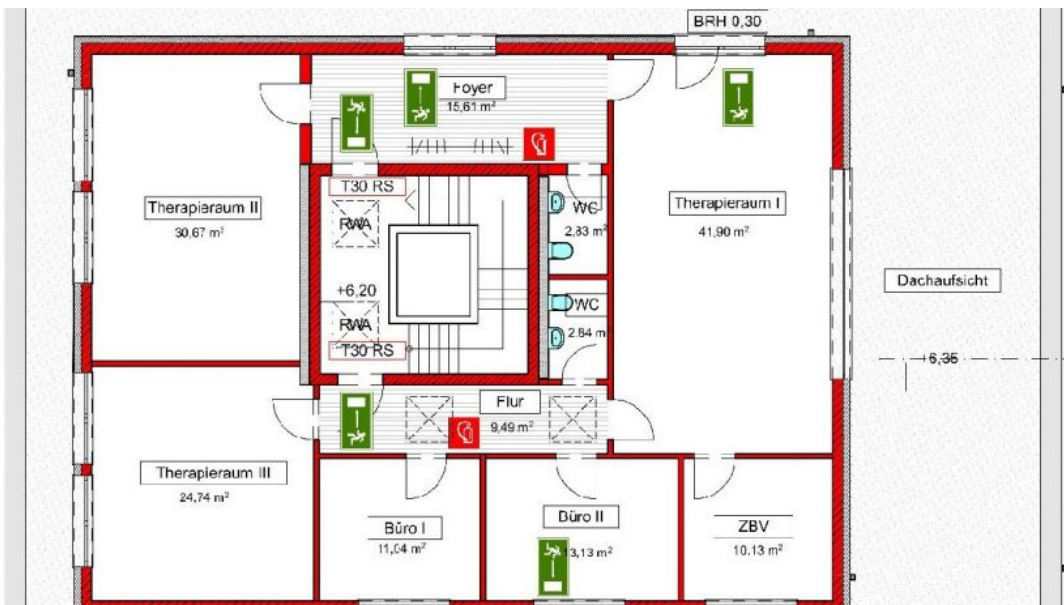 BRH 0,30
Foyer
15,61 m²
T30 RS
Therapieraum II
30,67 m²
RWA
WC
2,83 m²
Therapieraum I
41,90 m²
+6,20
RWA
T30 RS
WC
2,84 m
Dachaufsicht
+6,35
Flur
9,49 m²
Therapieraum III
24,74 m²
Büro I
11,04 m²
Büro II
13,13 m²
ZBV
10,13 m²